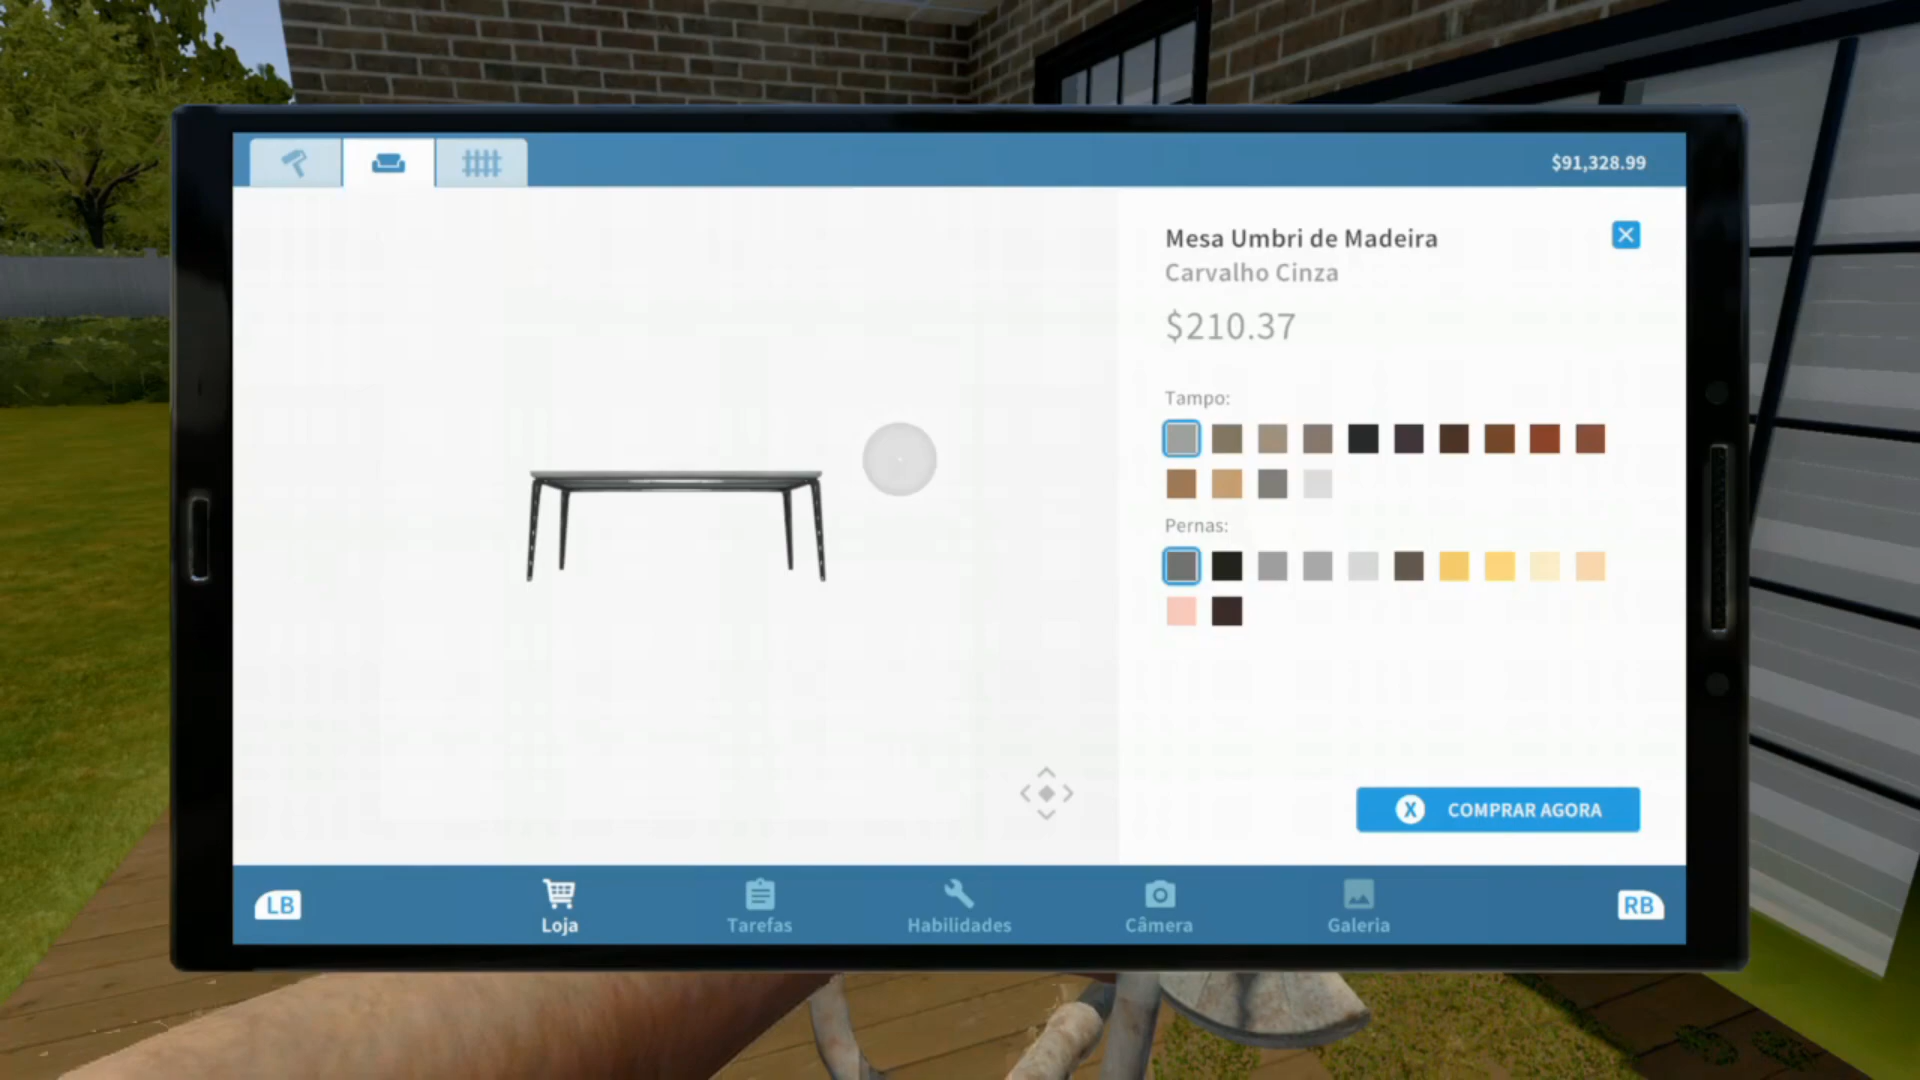 $91,328.99
Mesa Umbri de Madeira
Carvalho Cinza
$210.37
Tampo:
Pernas:
X COMPRAR AGORA
LB
Loja
Tarefas
Habilidades
Câmera
Galeria
RB